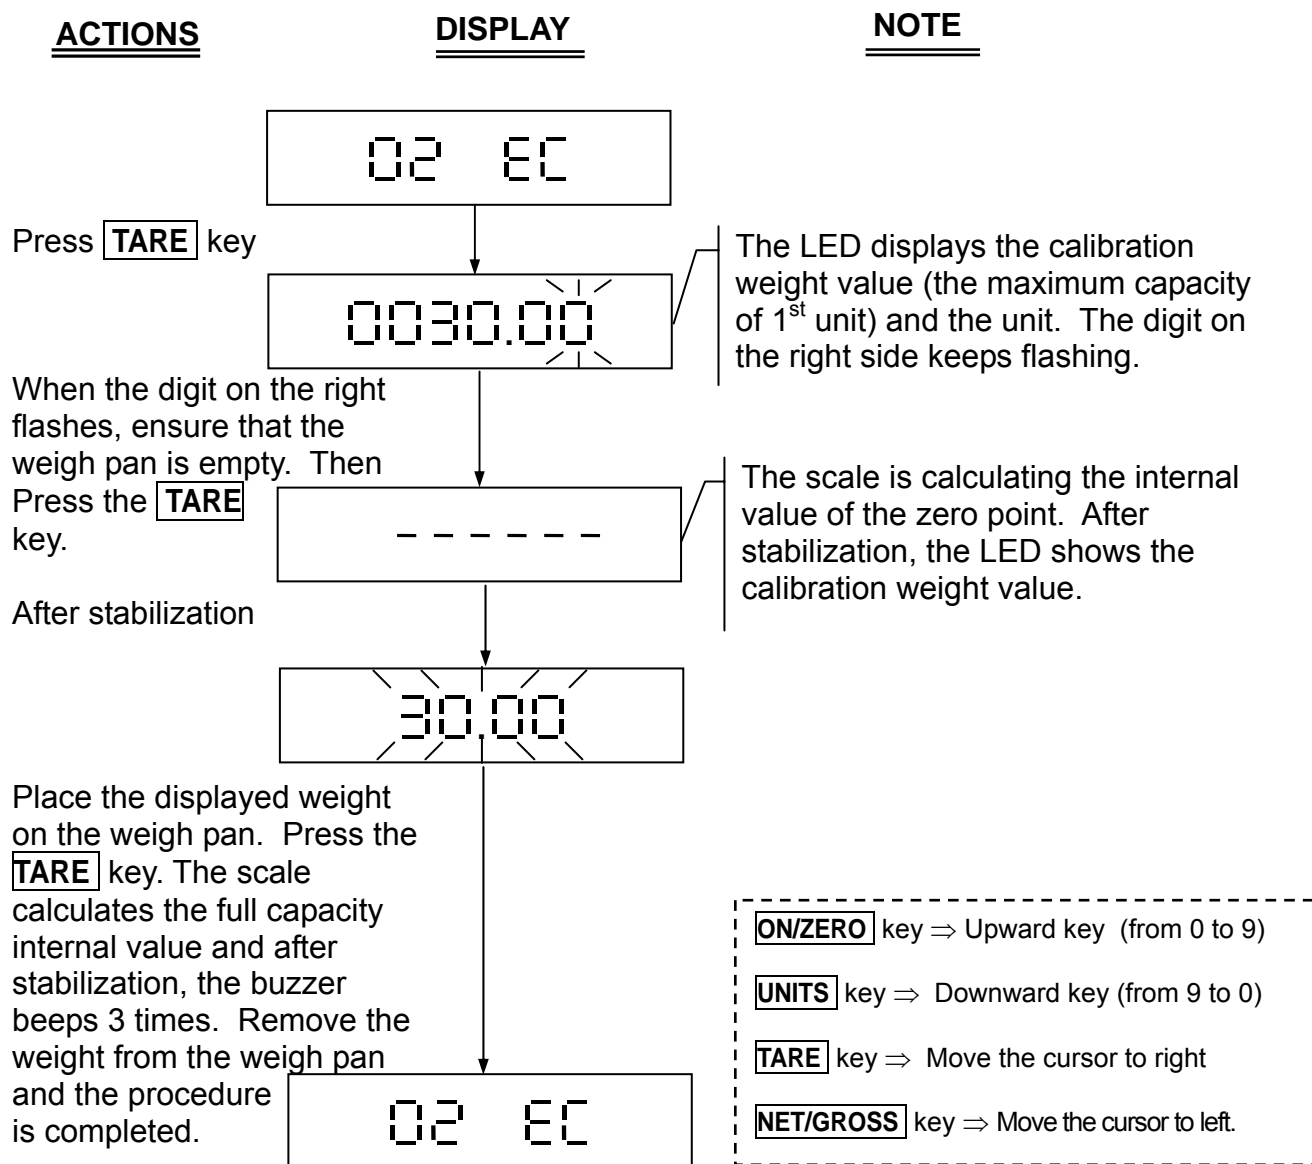 ACTIONS DISPLAY NOTE
02 EC
Press TARE key
0030.00
The LED displays the calibration
weight value (the maximum capacity
of 1st unit) and the unit. The digit on
the right side keeps flashing.
When the digit on the right
flashes, ensure that the
weigh pan is empty. Then
Press the TARE
key.
------
The scale is calculating the internal
value of the zero point. After
stabilization, the LED shows the
calibration weight value.
After stabilization
30.00
Place the displayed weight
on the weigh pan. Press the
TARE key. The scale
calculates the full capacity
internal value and after
stabilization, the buzzer
beeps 3 times. Remove the
weight from the weigh pan
and the procedure
is completed.
02 EC
ON/ZERO key ⇒ Upward key (from 0 to 9)
UNITS key ⇒ Downward key (from 9 to 0)
TARE key ⇒ Move the cursor to right
NET/GROSS key ⇒ Move the cursor to left.